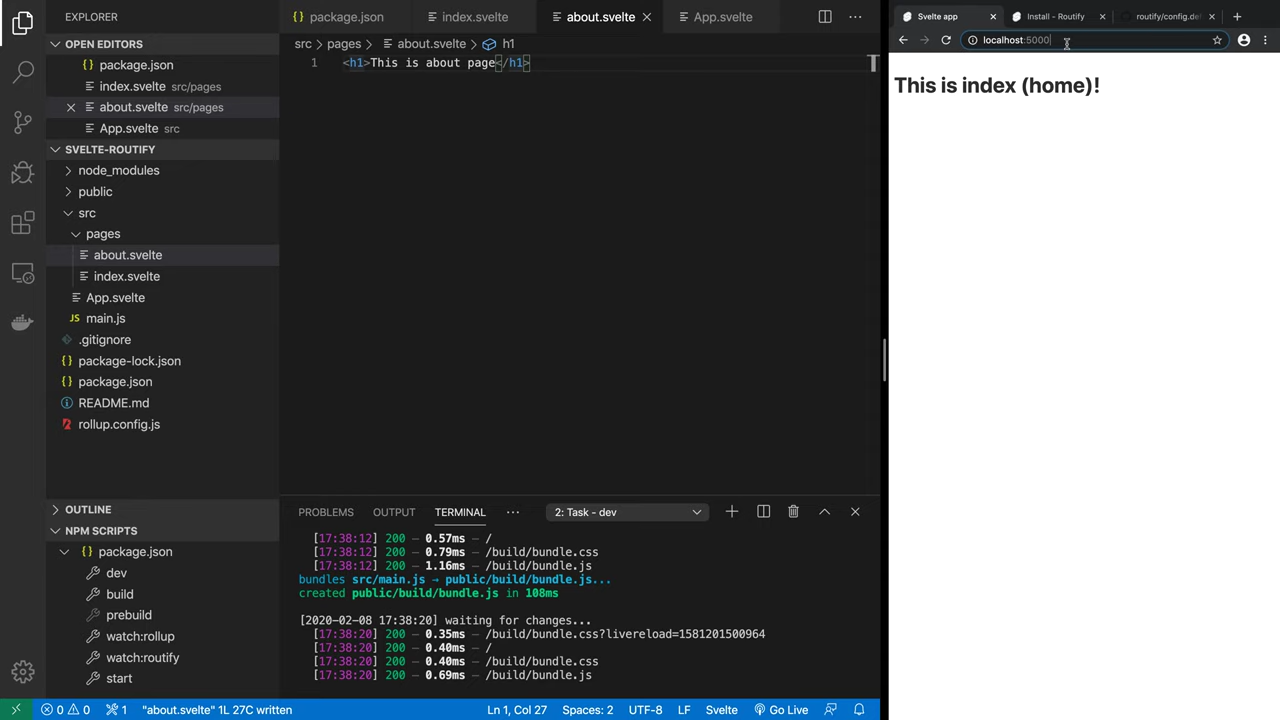 EXPLORER
OPEN EDITORS
package.json
index.svelte src/pages
about.svelte src/pages
App.svelte src
SVELTE-ROUTIFY
node_modules
public
src
pages
about.svelte
index.svelte
App.svelte
JS main.js
.gitignore
{} package-lock.json
{} package.json
README.md
rollup.config.js
OUTLINE
NPM SCRIPTS
package.json
dev
build
prebuild
watch:rollup
watch:routify
start
{} package.json
index.svelte
about.svelte
App.svelte
src > pages > about.svelte > h1
1 <h1>This is about page</h1>
PROBLEMS OUTPUT TERMINAL ··· 2: Task - dev
[17:38:12] 200 — 0.57ms — /
[17:38:12] 200 — 0.79ms — /build/bundle.css
[17:38:12] 200 — 1.16ms — /build/bundle.js
bundles src/main.js → public/build/bundle.js...
created public/build/bundle.js in 108ms
[2020-02-08 17:38:20] waiting for changes...
[17:38:20] 200 — 0.35ms — /build/bundle.css?livereload=1581201500964
[17:38:20] 200 — 0.40ms — /
[17:38:20] 200 — 0.40ms — /build/bundle.css
[17:38:20] 200 — 0.69ms — /build/bundle.js
0 0 1 "about.svelte" 1L 27C written Ln 1, Col 27 Spaces: 2 UTF-8 LF Svelte Go Live
Svelte app
Install - Routify
routify/config.def
localhost:5000
This is index (home)!